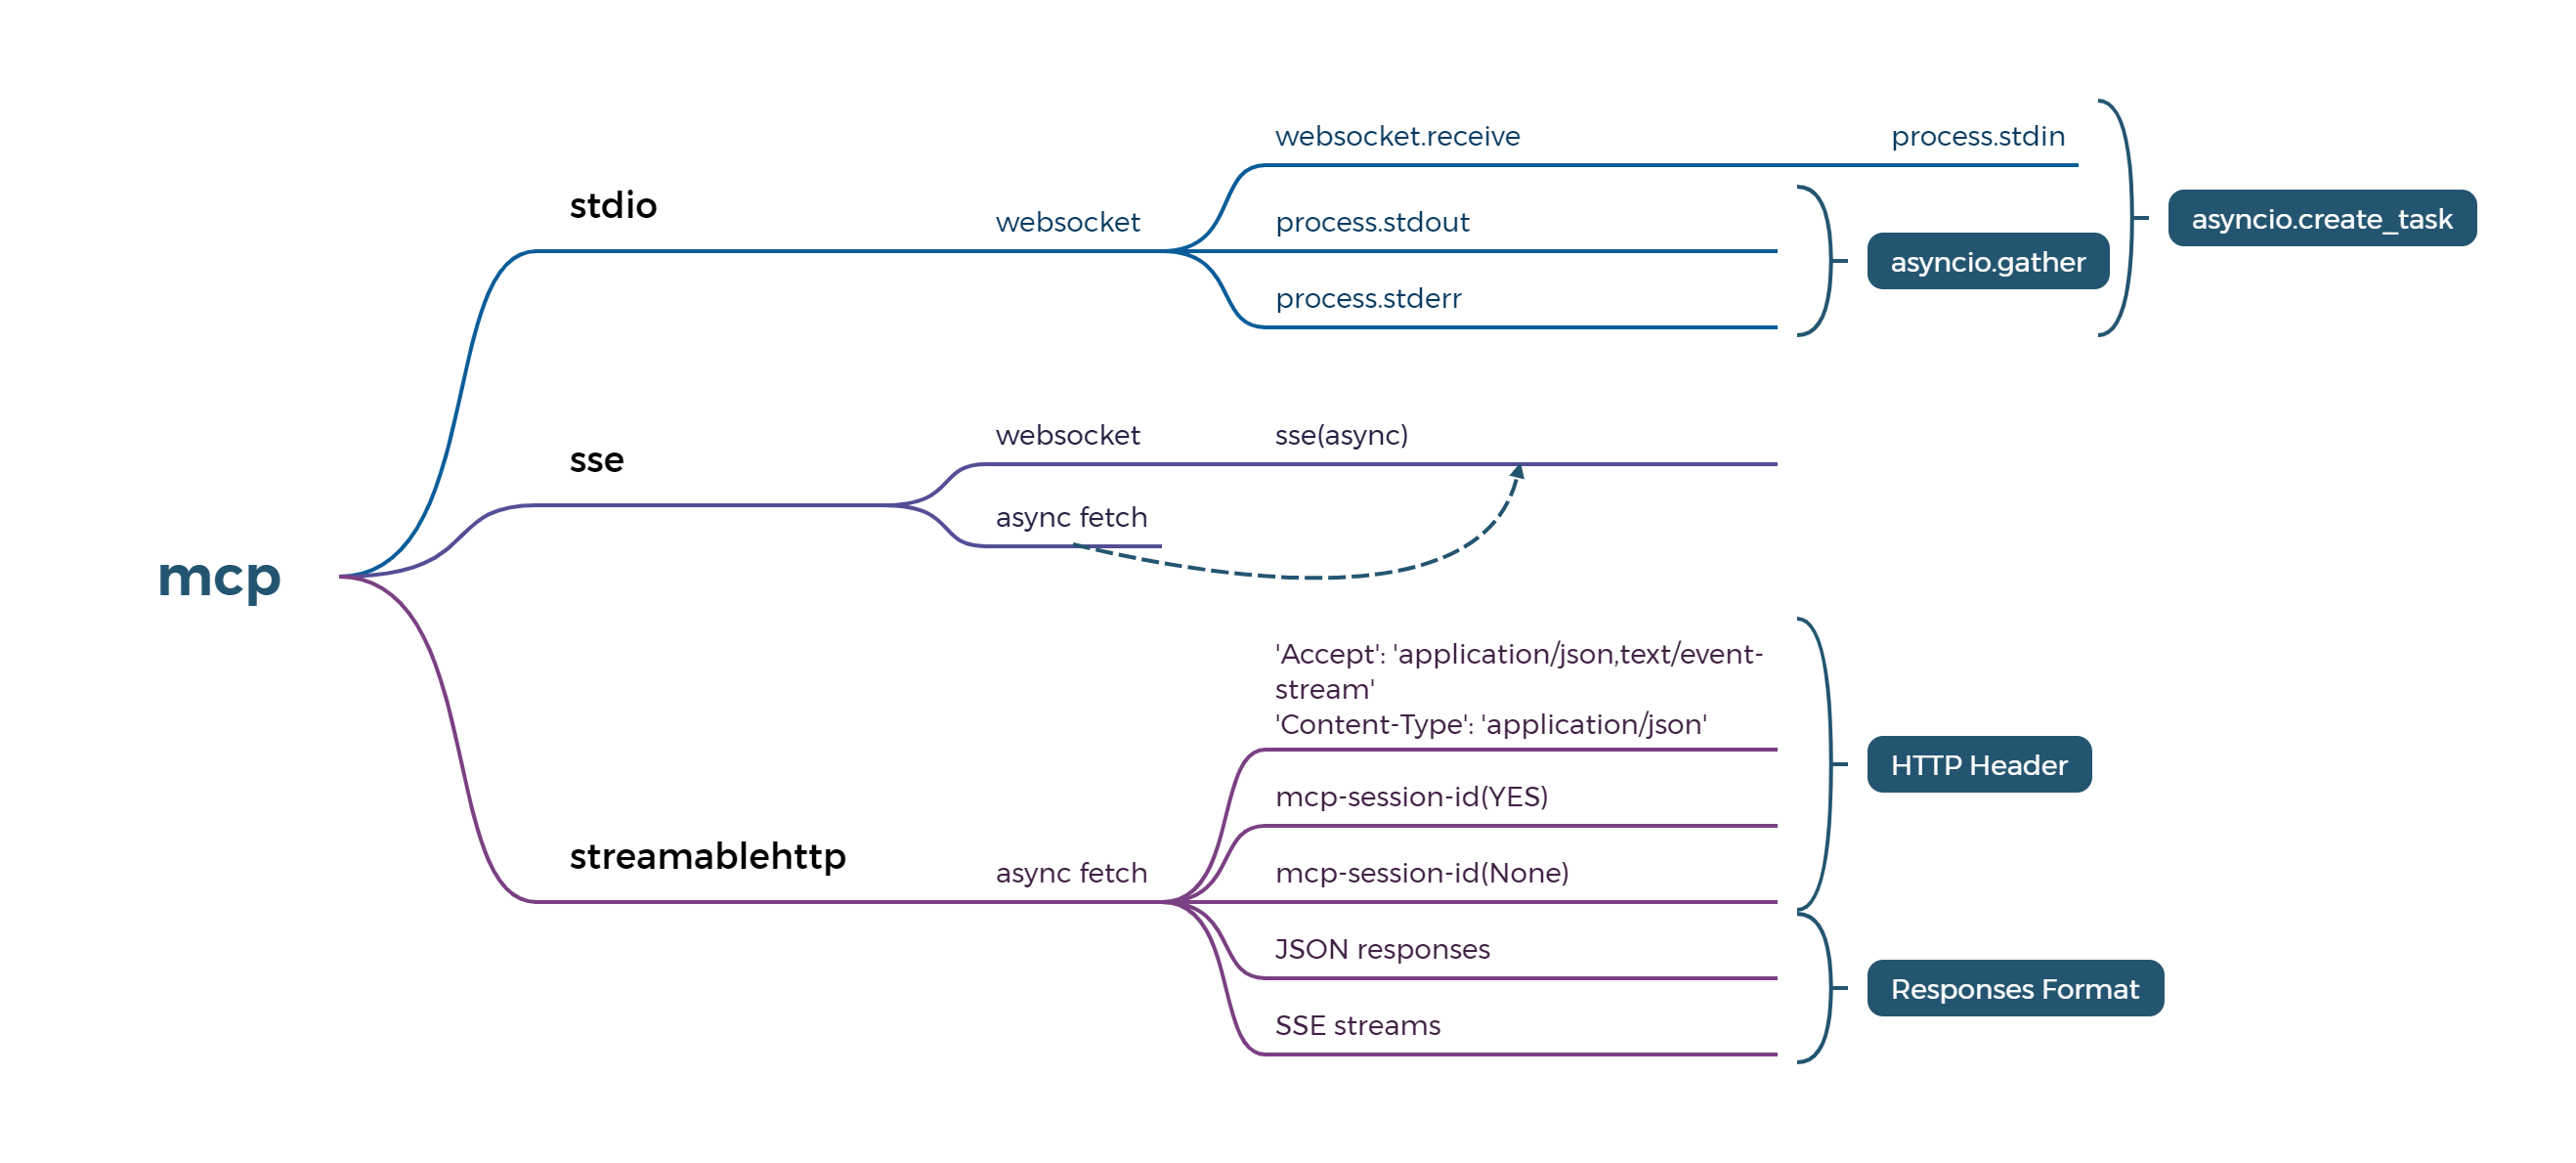 mcp
stdio
websocket
websocket.receive
process.stdin
process.stdout
process.stderr
asyncio.gather
asyncio.create_task
sse
websocket
sse(async)
async fetch
streamablehttp
async fetch
'Accept': 'application/json,text/event-
stream'
'Content-Type': 'application/json'
mcp-session-id(YES)
mcp-session-id(None)
HTTP Header
JSON responses
SSE streams
Responses Format